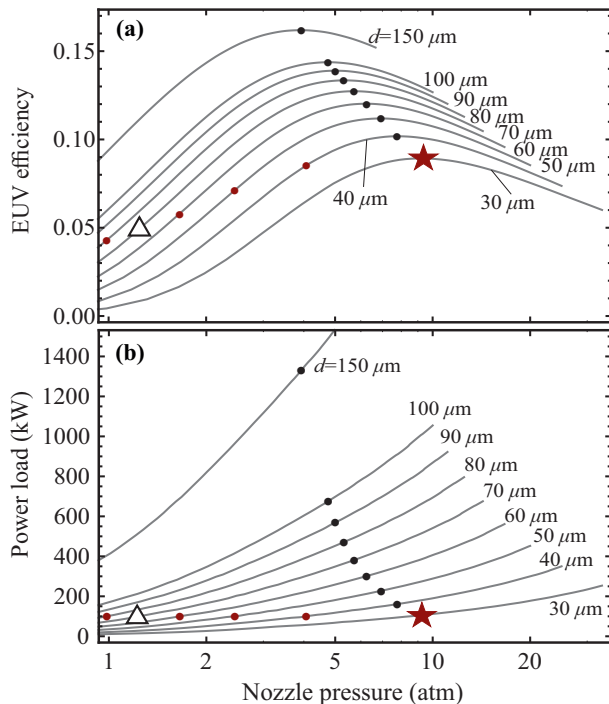 (a)
d=150 μm
0.15
100 μm
90 μm
80 μm
70 μm
60 μm
50 μm
0.10
40 μm
30 μm
0.05
0.00
EUV efficiency
(b)
1400
d=150 μm
1200
100 μm
1000
90 μm
80 μm
800
70 μm
600
60 μm
50 μm
400
40 μm
200
30 μm
0
Power load (kW)
1 2 5 10 20
Nozzle pressure (atm)